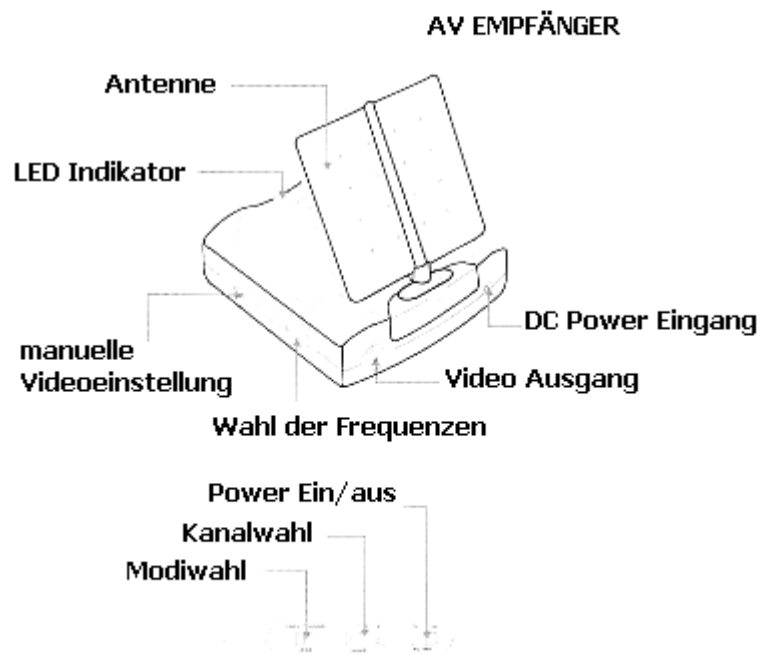 AV EMPFÄNGER
Antenne
LED Indikator
DC Power Eingang
manuelle
Videoeinstellung
Video Ausgang
Wahl der Frequenzen
Power Ein/aus
Kanalwahl
Modiwahl